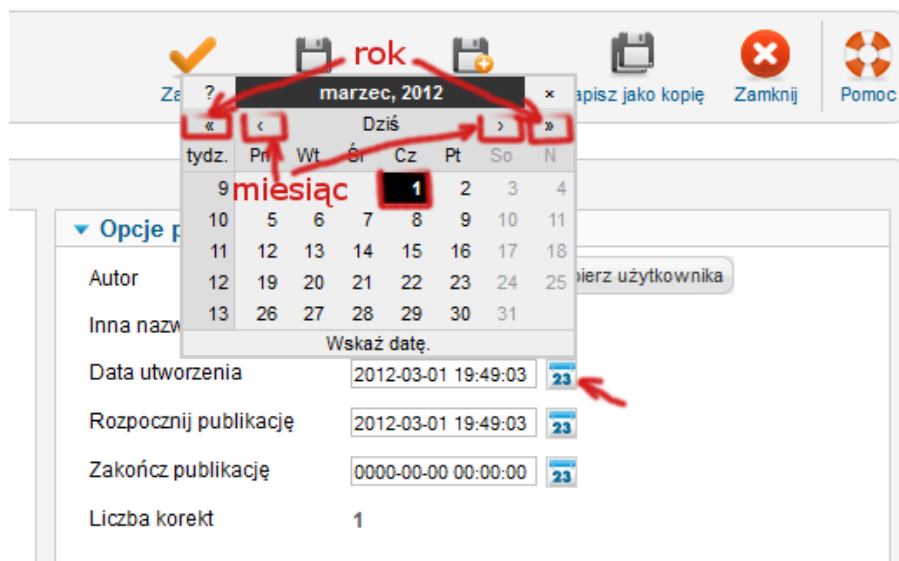 rok
Za
apisz jako kopię
Zamknij
Pomoc
? marzec, 2012 ×
« ‹ Dziś › »
tydz. Pn Wt Śr Cz Pt So N
miesiąc
9 1 2 3 4
10 5 6 7 8 9 10 11
11 12 13 14 15 16 17 18
12 19 20 21 22 23 24 25
13 26 27 28 29 30 31
Wskaż datę.
Opcje p
Autor ierz użytkownika
Inna nazw
Data utworzenia 2012-03-01 19:49:03 23
Rozpocznij publikację 2012-03-01 19:49:03 23
Zakończ publikację 0000-00-00 00:00:00 23
Liczba korekt 1